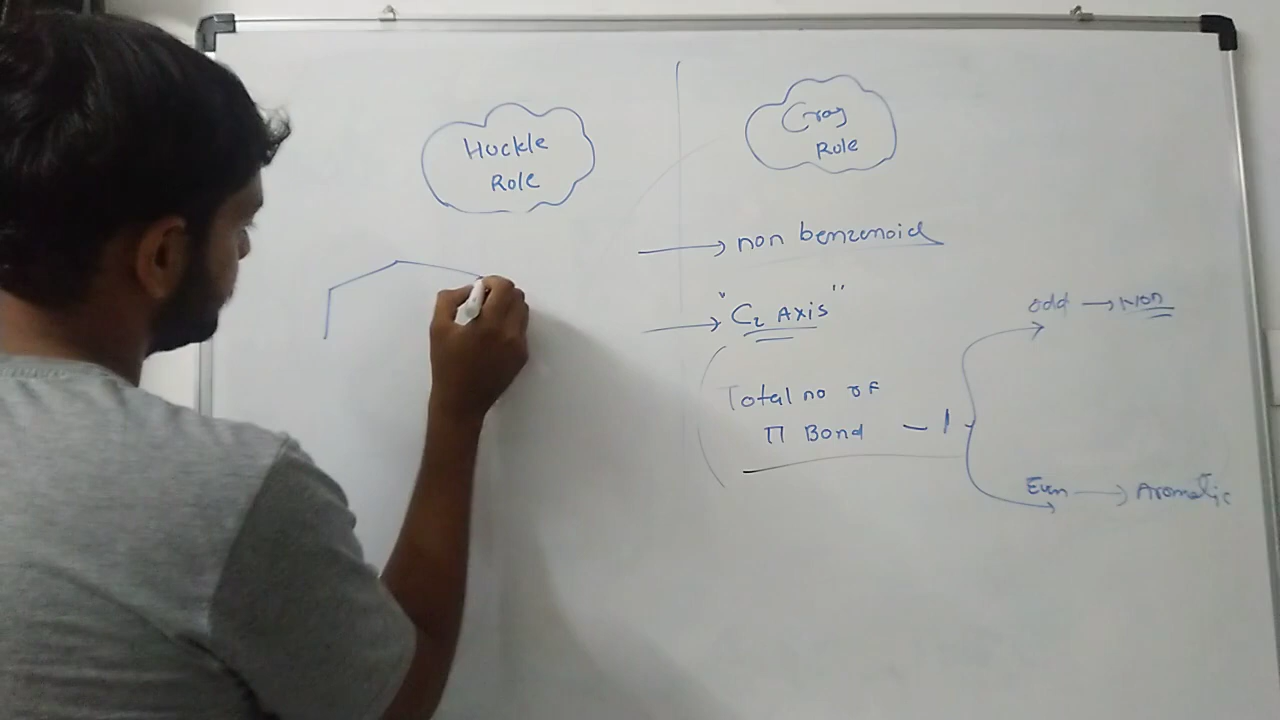 Huckle
Role
Crag
Role
non benzenoid
"C₂ Axis"
Total no of
Π Bond - 1
odd → Non
Even → Aromatic